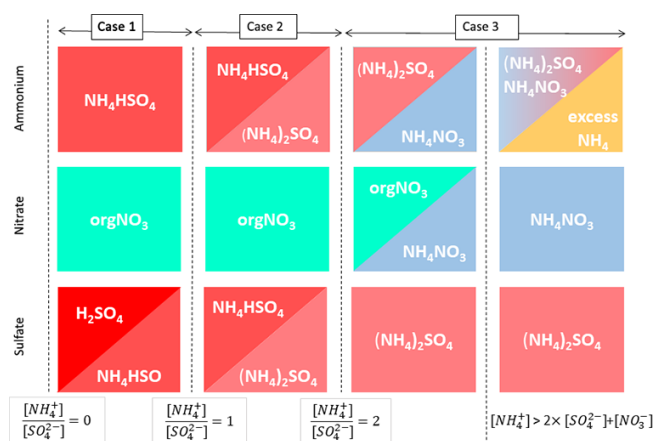 Case 1
Case 2
Case 3
Ammonium
NH₄HSO₄
NH₄HSO₄
(NH₄)₂SO₄
(NH₄)₂SO₄
NH₄NO₃
(NH₄)₂SO₄
NH₄NO₃
excess
NH₄
Nitrate
orgNO₃
orgNO₃
orgNO₃
NH₄NO₃
NH₄NO₃
Sulfate
H₂SO₄
NH₄HSO
NH₄HSO₄
(NH₄)₂SO₄
(NH₄)₂SO₄
(NH₄)₂SO₄
[NH₄⁺]/[SO₄²⁻] = 0
[NH₄⁺]/[SO₄²⁻] = 1
[NH₄⁺]/[SO₄²⁻] = 2
[NH₄⁺] > 2× [SO₄²⁻]+[NO₃⁻]